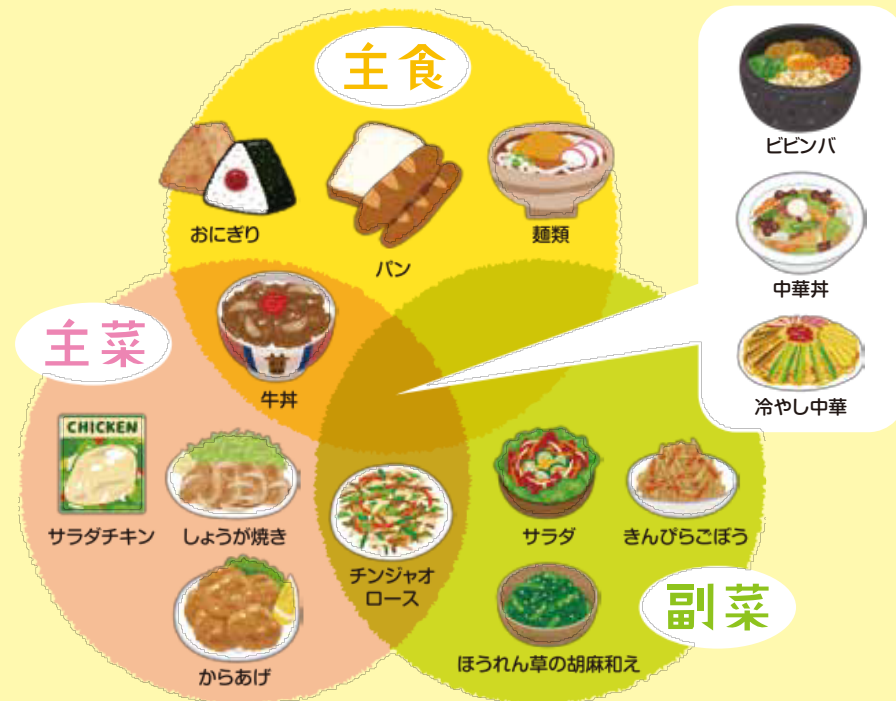 主食
おにぎり
パン
麺類
ビビンバ
中華丼
冷やし中華
主菜
牛丼
CHICKEN
サラダチキン
しょうが焼き
からあげ
チンジャオ
ロース
サラダ
きんぴらごぼう
ほうれん草の胡麻和え
副菜